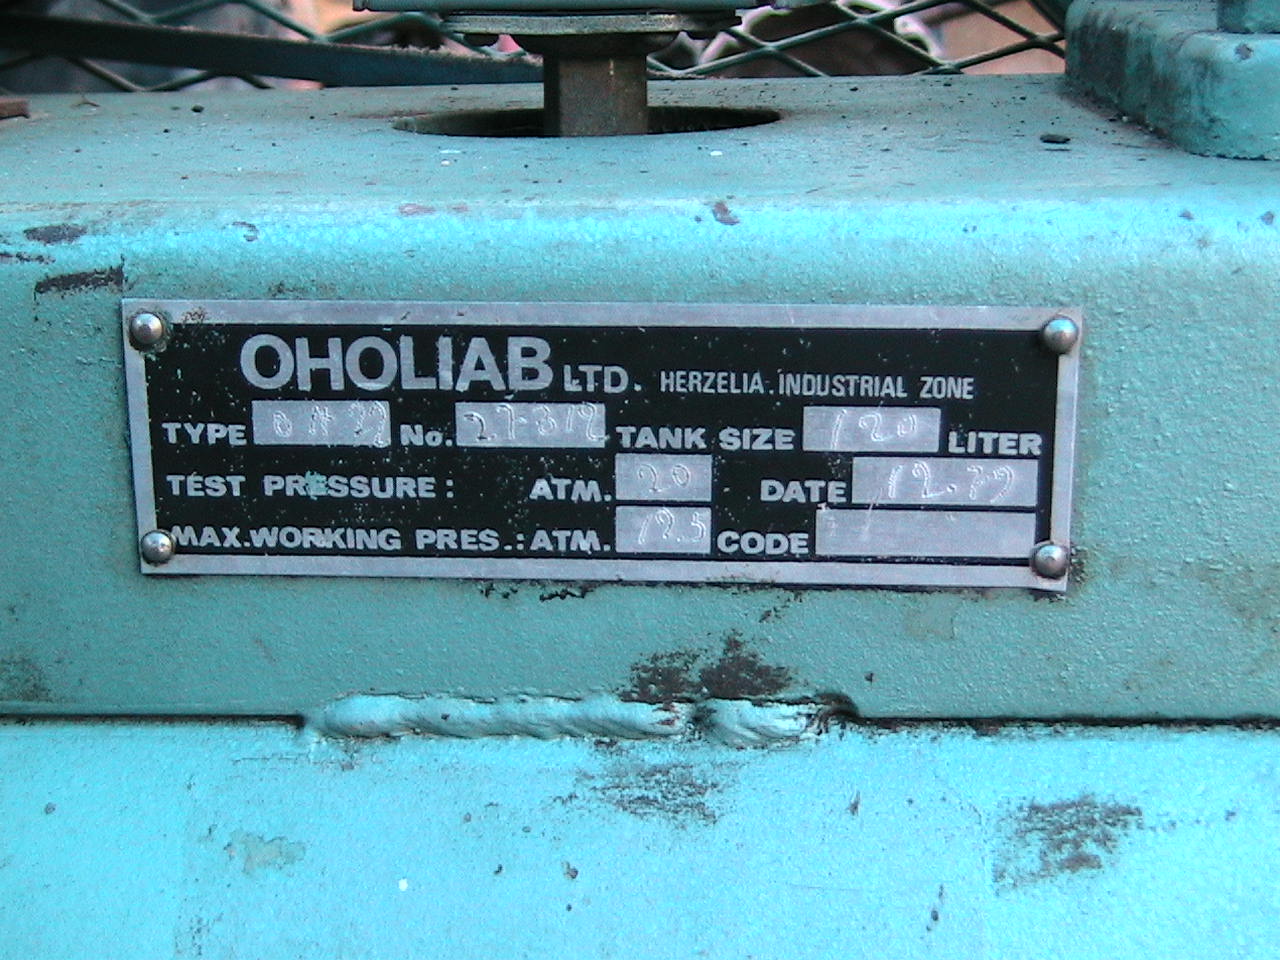 OHOLIAB LTD. HERZELIA. INDUSTRIAL ZONE
TYPE No. TANK SIZE 120 LITER
TEST PRESSURE: ATM. 20 DATE 12.79
MAX.WORKING PRES.:ATM. CODE